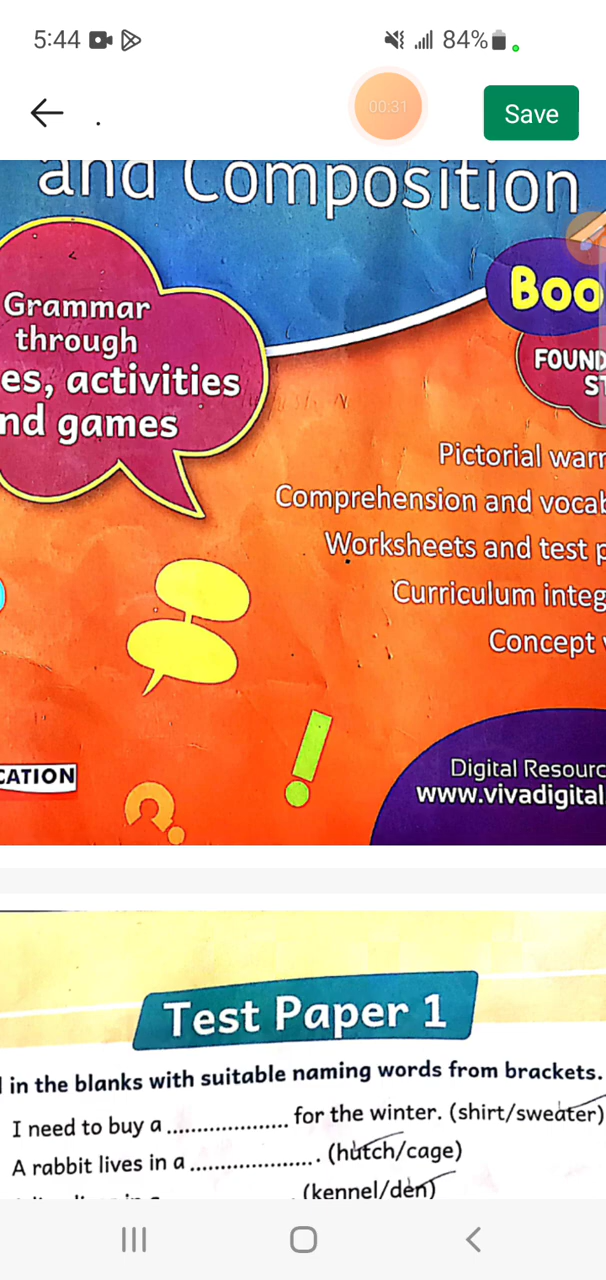 5:44 84%
.
00:31
Save
and Composition
Boo
Grammar
through
es, activities
nd games
FOUND
ST
Pictorial warm
Comprehension and vocab
Worksheets and test p
Curriculum integ
Concept
CATION
Digital Resourc
www.vivadigital
Test Paper 1
l in the blanks with suitable naming words from brackets.
I need to buy a .................... for the winter. (shirt/sweater)
A rabbit lives in a ..................... . (hutch/cage)
(kennel/den)